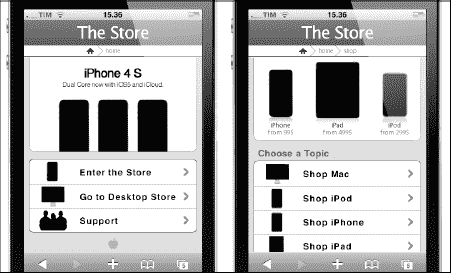 TIM 15.36
The Store
home
iPhone 4 S
Dual Core now with iOS5 and iCloud.
Enter the Store
Go to Desktop Store
Support
TIM 15.36
The Store
home shop
iPhone
from 99$
iPad
from 499$
iPod
from 299$
Choose a Topic
Shop Mac
Shop iPod
Shop iPhone
Shop iPad